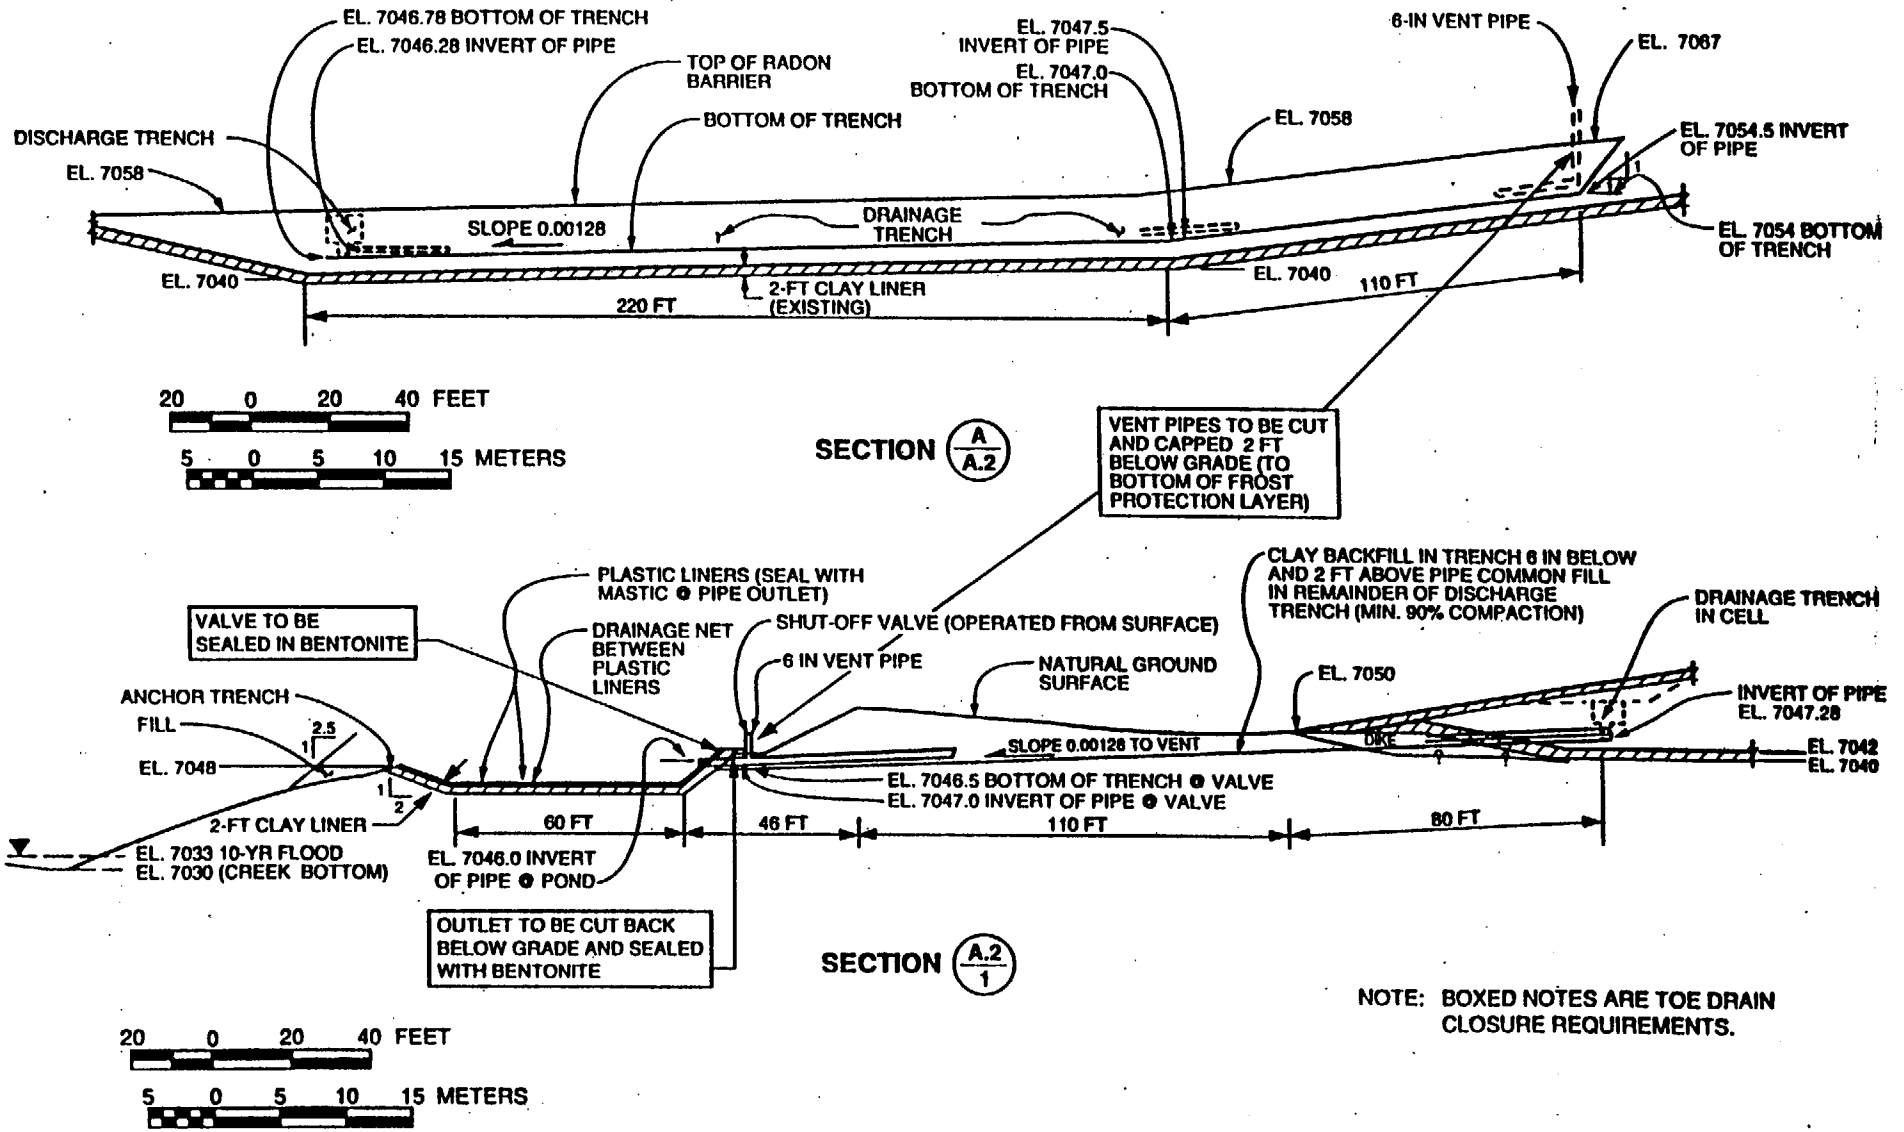 EL. 7046.78 BOTTOM OF TRENCH
EL. 7046.28 INVERT OF PIPE
TOP OF RADON
BARRIER
BOTTOM OF TRENCH
EL. 7047.5
INVERT OF PIPE
EL. 7047.0
BOTTOM OF TRENCH
6-IN VENT PIPE
EL. 7067
EL. 7058
EL. 7054.5 INVERT
OF PIPE
DISCHARGE TRENCH
EL. 7058
SLOPE 0.00128
DRAINAGE
TRENCH
1
1
EL. 7054 BOTTOM
OF TRENCH
EL. 7040
2-FT CLAY LINER
(EXISTING)
EL. 7040
220 FT
110 FT
20 0 20 40 FEET
5 0 5 10 15 METERS
SECTION A
A.2
VENT PIPES TO BE CUT
AND CAPPED 2 FT
BELOW GRADE (TO
BOTTOM OF FROST
PROTECTION LAYER)
PLASTIC LINERS (SEAL WITH
MASTIC @ PIPE OUTLET)
VALVE TO BE
SEALED IN BENTONITE
DRAINAGE NET
BETWEEN
PLASTIC
LINERS
SHUT-OFF VALVE (OPERATED FROM SURFACE)
6 IN VENT PIPE
NATURAL GROUND
SURFACE
CLAY BACKFILL IN TRENCH 6 IN BELOW
AND 2 FT ABOVE PIPE COMMON FILL
IN REMAINDER OF DISCHARGE
TRENCH (MIN. 90% COMPACTION)
DRAINAGE TRENCH
IN CELL
EL. 7050
INVERT OF PIPE
EL. 7047.28
ANCHOR TRENCH
FILL
2.5
1
EL. 7048
1
2
2-FT CLAY LINER
SLOPE 0.00128 TO VENT
DIKE
EL. 7042
EL. 7040
EL. 7046.5 BOTTOM OF TRENCH @ VALVE
EL. 7047.0 INVERT OF PIPE @ VALVE
60 FT
46 FT
110 FT
80 FT
EL. 7033 10-YR FLOOD
EL. 7030 (CREEK BOTTOM)
EL. 7046.0 INVERT
OF PIPE @ POND
OUTLET TO BE CUT BACK
BELOW GRADE AND SEALED
WITH BENTONITE
SECTION A.2
1
NOTE: BOXED NOTES ARE TOE DRAIN
CLOSURE REQUIREMENTS.
20 0 20 40 FEET
5 0 5 10 15 METERS